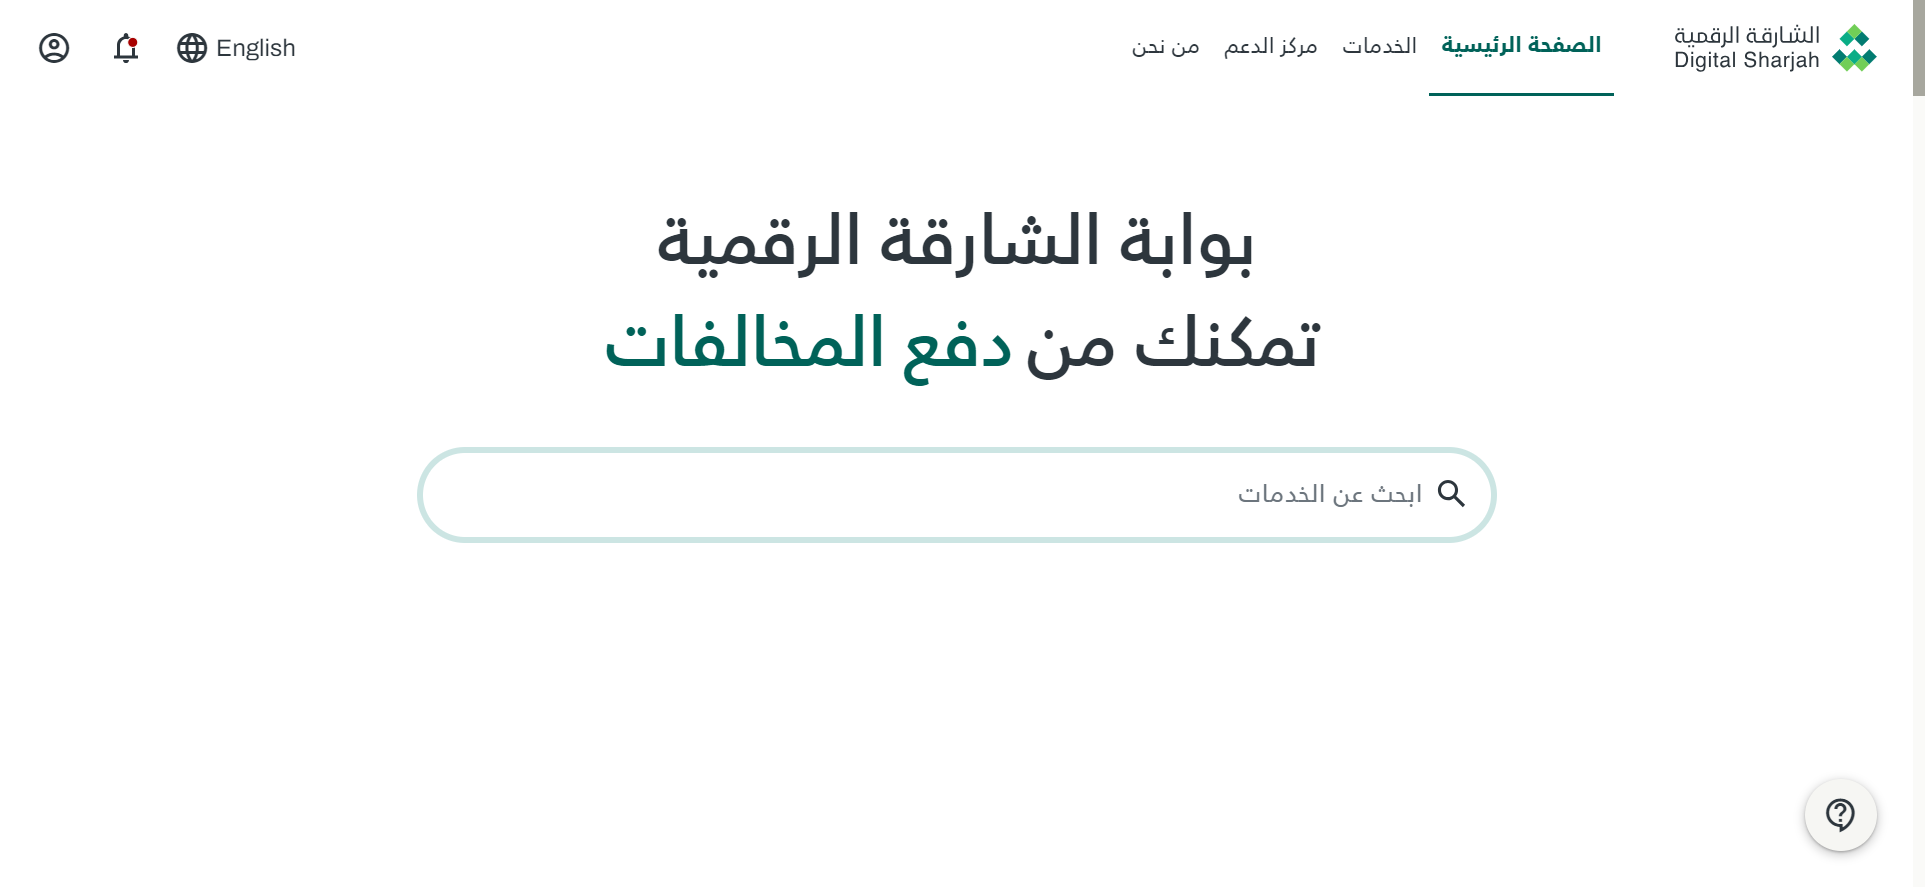 الشارقة الرقمية
Digital Sharjah
الصفحة الرئيسية
الخدمات
مركز الدعم
من نحن
English
بوابة الشارقة الرقمية
تمكنك من دفع المخالفات
ابحث عن الخدمات